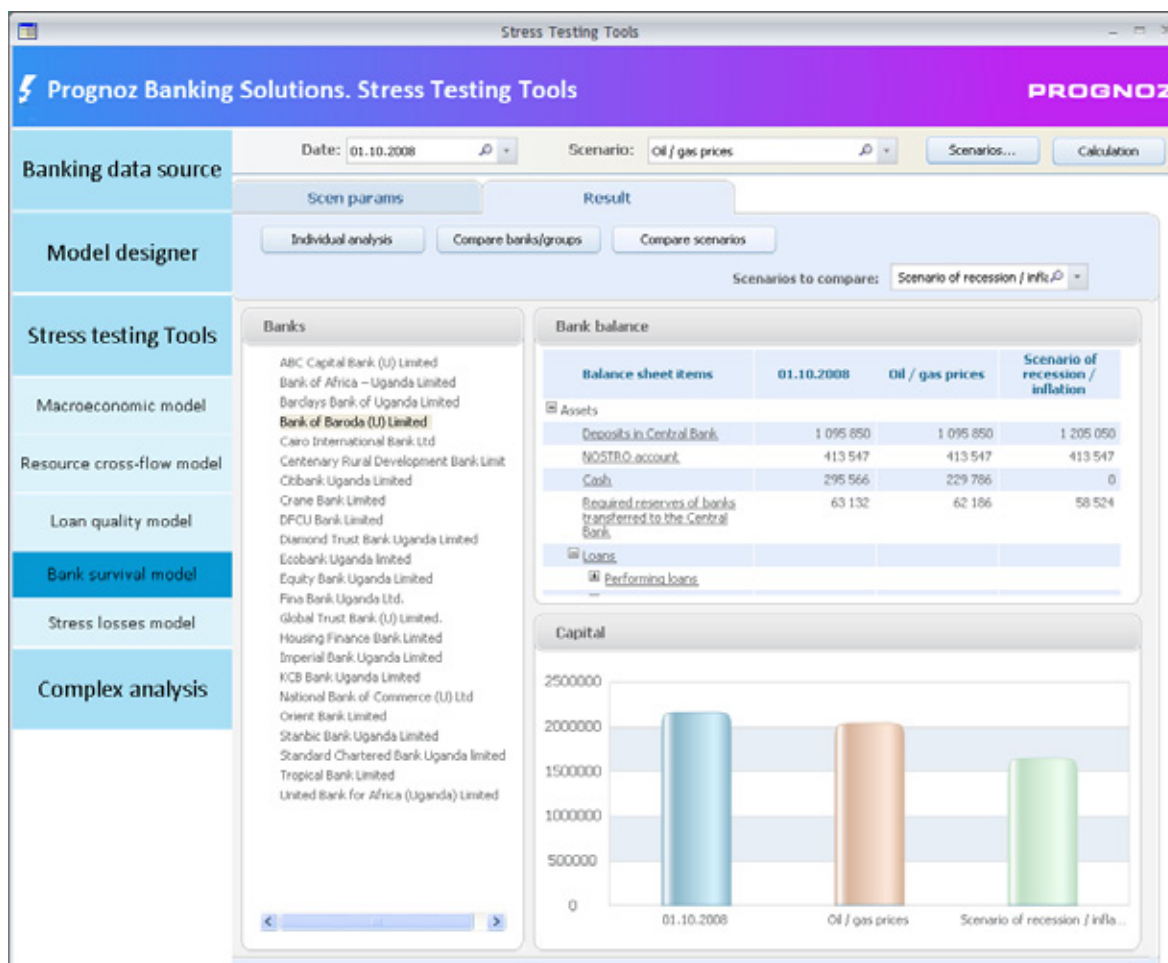 Stress Testing Tools
Prognoz Banking Solutions. Stress Testing Tools
PROGNOZ
Banking data source
Model designer
Stress testing Tools
Macroeconomic model
Resource cross-flow model
Loan quality model
Bank survival model
Stress losses model
Complex analysis
Date: 01.10.2008 Scenario: Oil / gas prices Scenarios... Calculation
Scen params Result
Individual analysis Compare banks/groups Compare scenarios
Scenarios to compare: Scenario of recession / infla
Banks
ABC Capital Bank (U) Limited
Bank of Africa – Uganda Limited
Barclays Bank of Uganda Limited
Bank of Baroda (U) Limited
Cairo International Bank Ltd
Centenary Rural Development Bank Limit
Citibank Uganda Limited
Crane Bank Limited
DFCU Bank Limited
Diamond Trust Bank Uganda Limited
Ecobank Uganda limited
Equity Bank Uganda Limited
Fina Bank Uganda Ltd.
Global Trust Bank (U) Limited.
Housing Finance Bank Limited
Imperial Bank Uganda Limited
KCB Bank Uganda Limited
National Bank of Commerce (U) Ltd
Orient Bank Limited
Stanbic Bank Uganda Limited
Standard Chartered Bank Uganda limited
Tropical Bank Limited
United Bank for Africa (Uganda) Limited
Bank balance
Balance sheet items 01.10.2008 Oil / gas prices Scenario of
recession /
inflation
Assets
Deposits in Central Bank 1 095 850 1 095 850 1 205 050
NOSTRO account 413 547 413 547 413 547
Cash 295 566 229 786 0
Required reserves of banks 63 132 62 186 58 524
transferred to the Central
Bank
Loans
Performing loans
Capital
2500000
2000000
1500000
1000000
500000
0
01.10.2008 Oil / gas prices Scenario of recession / infla...